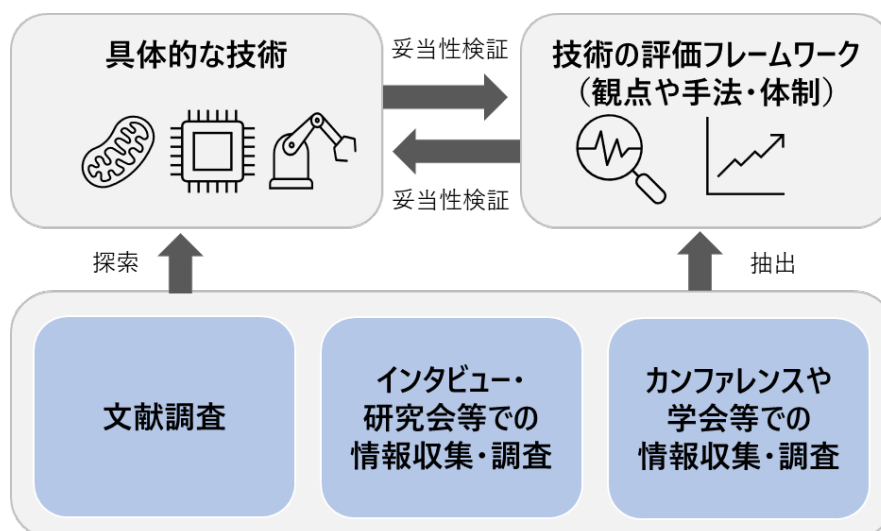 具体的な技術
妥当性検証
技術の評価フレームワーク
（観点や手法・体制）
妥当性検証
探索
抽出
文献調査
インタビュー・
研究会等での
情報収集・調査
カンファレンスや
学会等での
情報収集・調査